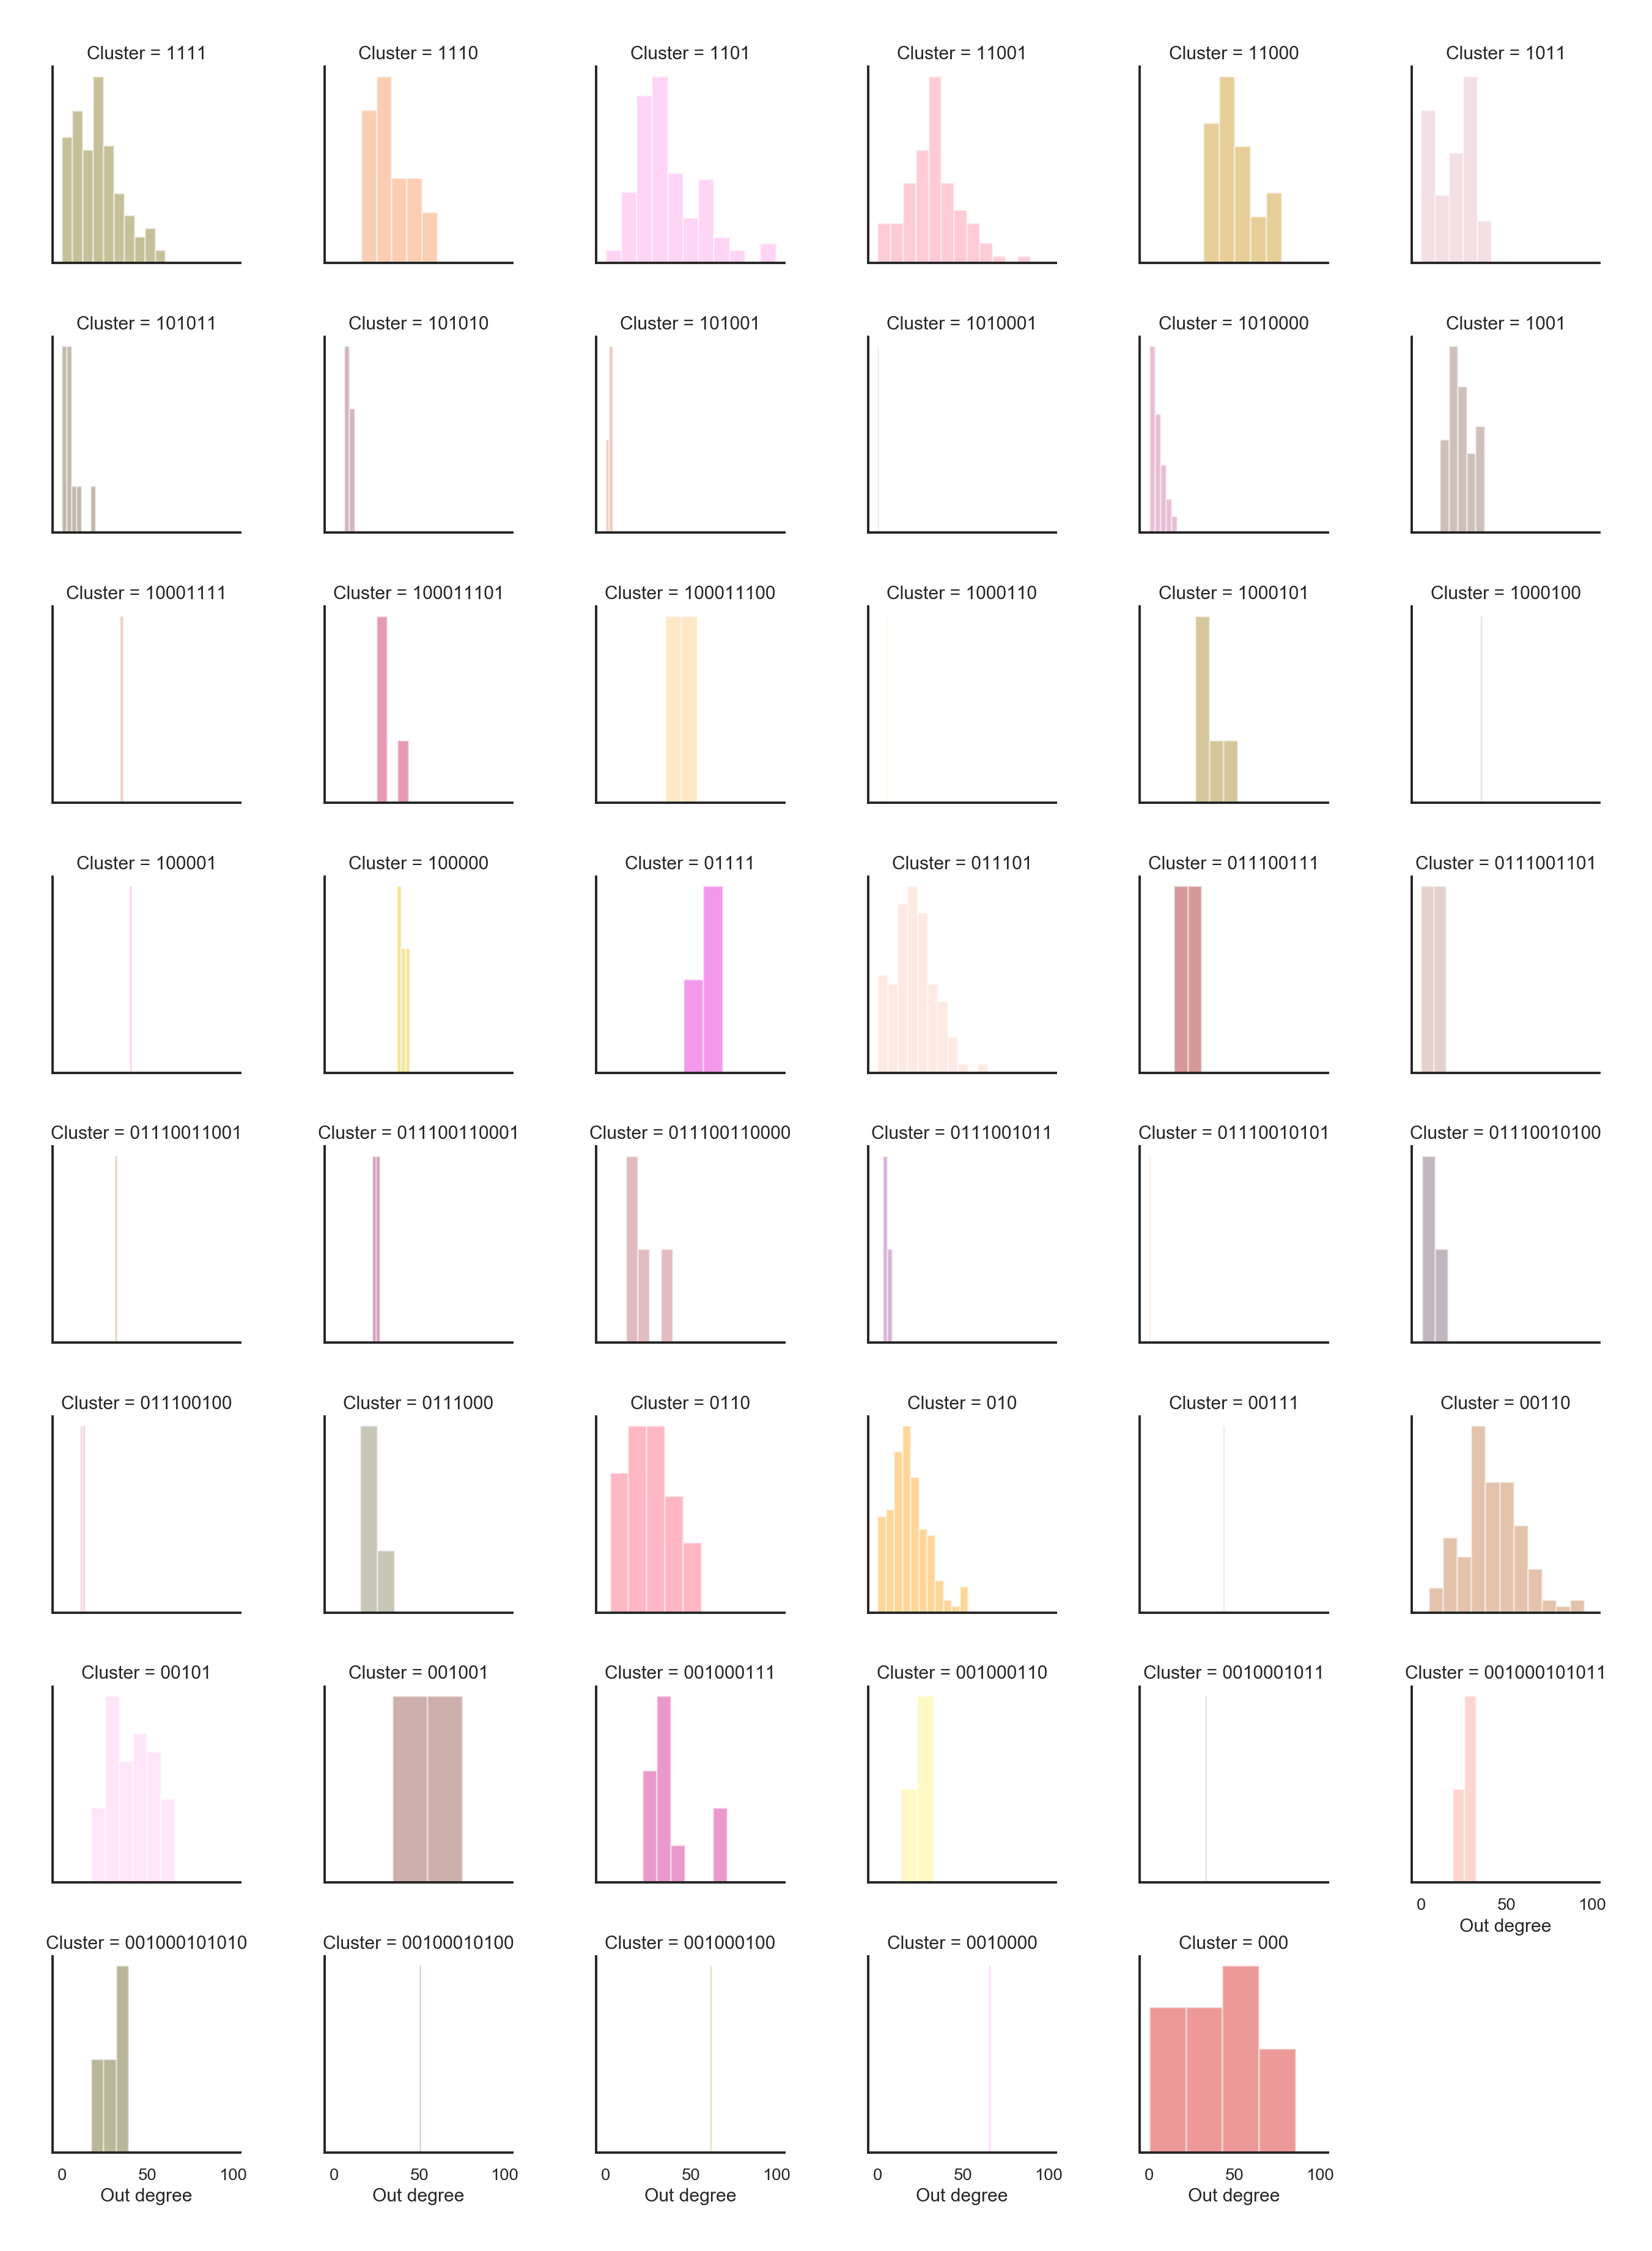 Cluster = 1111
Cluster = 1110
Cluster = 1101
Cluster = 11001
Cluster = 11000
Cluster = 1011
Cluster = 101011
Cluster = 101010
Cluster = 101001
Cluster = 1010001
Cluster = 1010000
Cluster = 1001
Cluster = 10001111
Cluster = 100011101
Cluster = 100011100
Cluster = 1000110
Cluster = 1000101
Cluster = 1000100
Cluster = 100001
Cluster = 100000
Cluster = 01111
Cluster = 011101
Cluster = 011100111
Cluster = 0111001101
Cluster = 01110011001
Cluster = 011100110001
Cluster = 011100110000
Cluster = 0111001011
Cluster = 01110010101
Cluster = 01110010100
Cluster = 011100100
Cluster = 0111000
Cluster = 0110
Cluster = 010
Cluster = 00111
Cluster = 00110
Cluster = 00101
Cluster = 001001
Cluster = 001000111
Cluster = 001000110
Cluster = 0010001011
Cluster = 001000101011
0 50 100
Out degree
Cluster = 001000101010
Cluster = 00100010100
Cluster = 001000100
Cluster = 0010000
Cluster = 000
0 50 100
0 50 100
0 50 100
0 50 100
0 50 100
Out degree
Out degree
Out degree
Out degree
Out degree